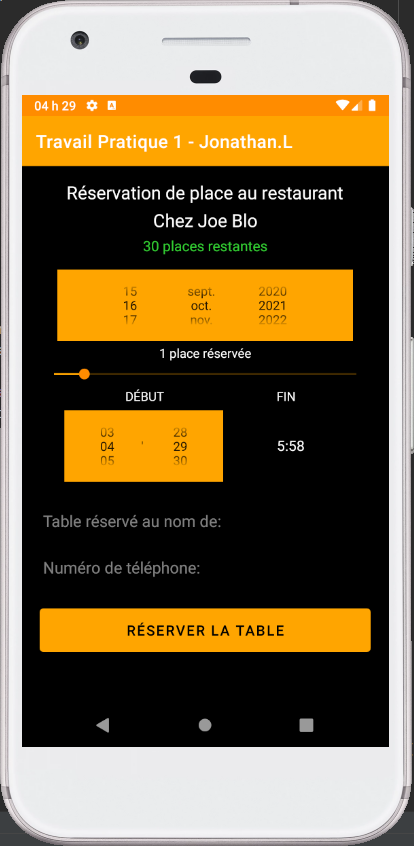 04 h 29
Travail Pratique 1 - Jonathan.L
Réservation de place au restaurant
Chez Joe Blo
30 places restantes
15 sept. 2020
16 oct. 2021
17 nov. 2022
1 place réservée
DÉBUT FIN
03 28
04 : 29 5:58
05 30
Table réservé au nom de:
Numéro de téléphone:
RÉSERVER LA TABLE